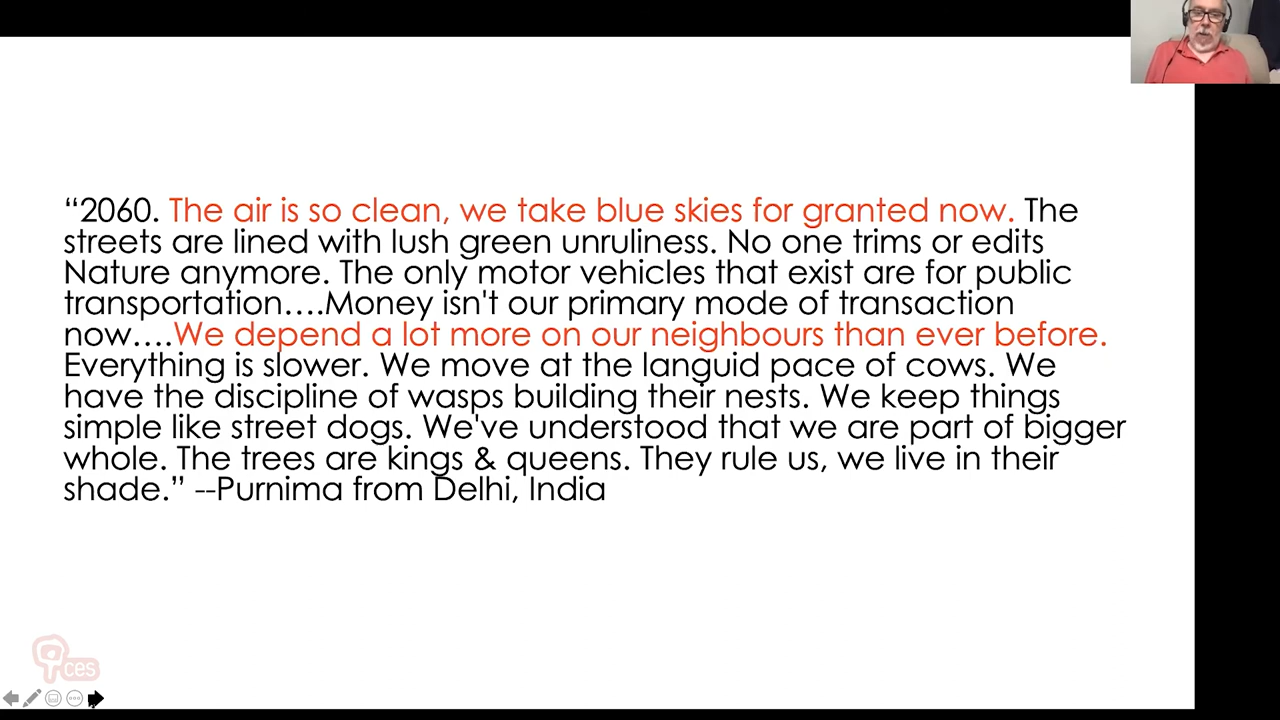 “2060. The air is so clean, we take blue skies for granted now. The
streets are lined with lush green unruliness. No one trims or edits
Nature anymore. The only motor vehicles that exist are for public
transportation….Money isn't our primary mode of transaction
now….We depend a lot more on our neighbours than ever before.
Everything is slower. We move at the languid pace of cows. We
have the discipline of wasps building their nests. We keep things
simple like street dogs. We've understood that we are part of bigger
whole. The trees are kings & queens. They rule us, we live in their
shade.” --Purnima from Delhi, India
ces